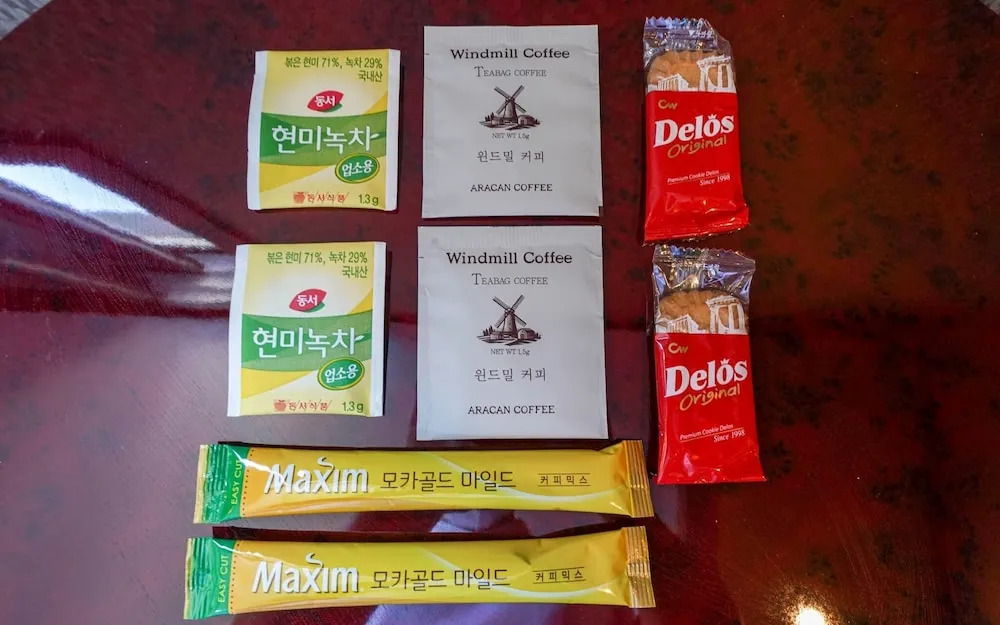 볶은 현미 71%, 녹차 29%
국내산
동서
현미녹차
업소용
동서식품 1.3g
Windmill Coffee
TEABAG COFFEE
NET WT 1.5g
윈드밀 커피
ARACAN COFFEE
CW
Delos
Original
Premium Cookie Delos
Since 1998
볶은 현미 71%, 녹차 29%
국내산
동서
현미녹차
업소용
동서식품 1.3g
Windmill Coffee
TEABAG COFFEE
NET WT 1.5g
윈드밀 커피
ARACAN COFFEE
CW
Delos
Original
Premium Cookie Delos
Since 1998
EASY CUT Maxim 모카골드 마일드 커피믹스
EASY CUT Maxim 모카골드 마일드 커피믹스